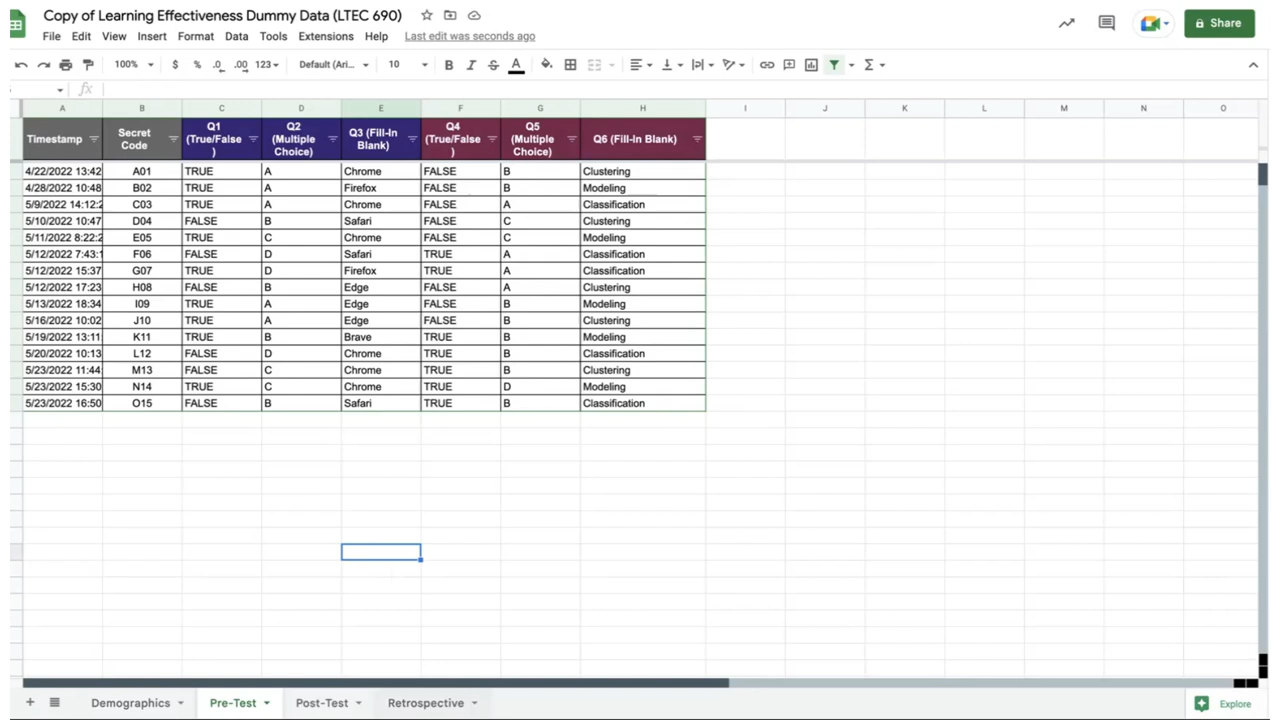 Copy of Learning Effectiveness Dummy Data (LTEC 690)
File Edit View Insert Format Data Tools Extensions Help Last edit was seconds ago
Share
100% $ % .0 .00 123 Default (Ari... 10 B I S A
fx
A B C D E F G H I J K L M N O
Timestamp Secret Code Q1 (True/False) Q2 (Multiple Choice) Q3 (Fill-In Blank) Q4 (True/False) Q5 (Multiple Choice) Q6 (Fill-In Blank)
4/22/2022 13:42 A01 TRUE A Chrome FALSE B Clustering
4/28/2022 10:48 B02 TRUE A Firefox FALSE B Modeling
5/9/2022 14:12:2 C03 TRUE A Chrome FALSE A Classification
5/10/2022 10:47 D04 FALSE B Safari FALSE C Clustering
5/11/2022 8:22:2 E05 TRUE C Chrome FALSE C Modeling
5/12/2022 7:43:1 F06 FALSE D Safari TRUE A Classification
5/12/2022 15:37 G07 TRUE D Firefox TRUE A Classification
5/12/2022 17:23 H08 FALSE B Edge FALSE A Clustering
5/13/2022 18:34 I09 TRUE A Edge FALSE B Modeling
5/16/2022 10:02 J10 TRUE A Edge FALSE B Clustering
5/19/2022 13:11 K11 TRUE B Brave TRUE B Modeling
5/20/2022 10:13 L12 FALSE D Chrome TRUE B Classification
5/23/2022 11:44 M13 FALSE C Chrome TRUE B Clustering
5/23/2022 15:30 N14 TRUE C Chrome TRUE D Modeling
5/23/2022 16:50 O15 FALSE B Safari TRUE B Classification
Demographics Pre-Test Post-Test Retrospective Explore